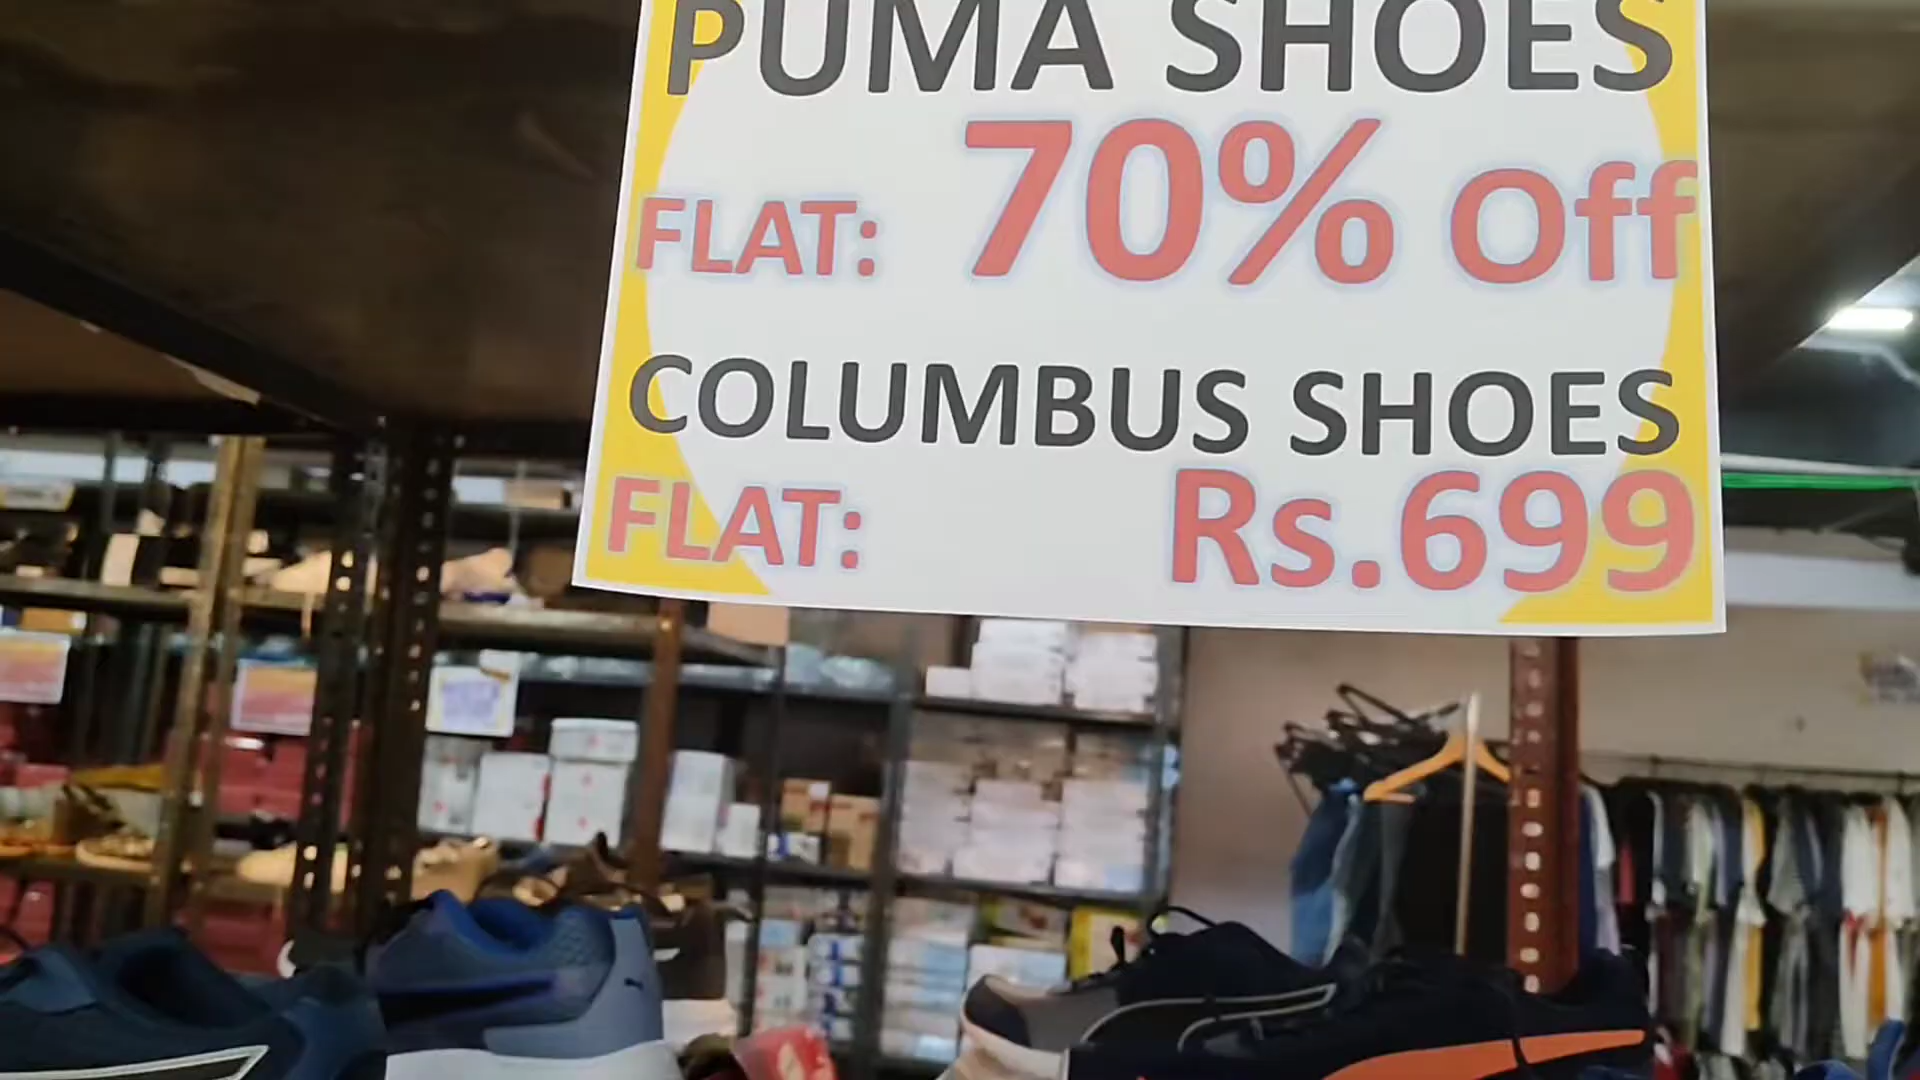 PUMA SHOES
FLAT: 70% Off
COLUMBUS SHOES
FLAT: Rs.699